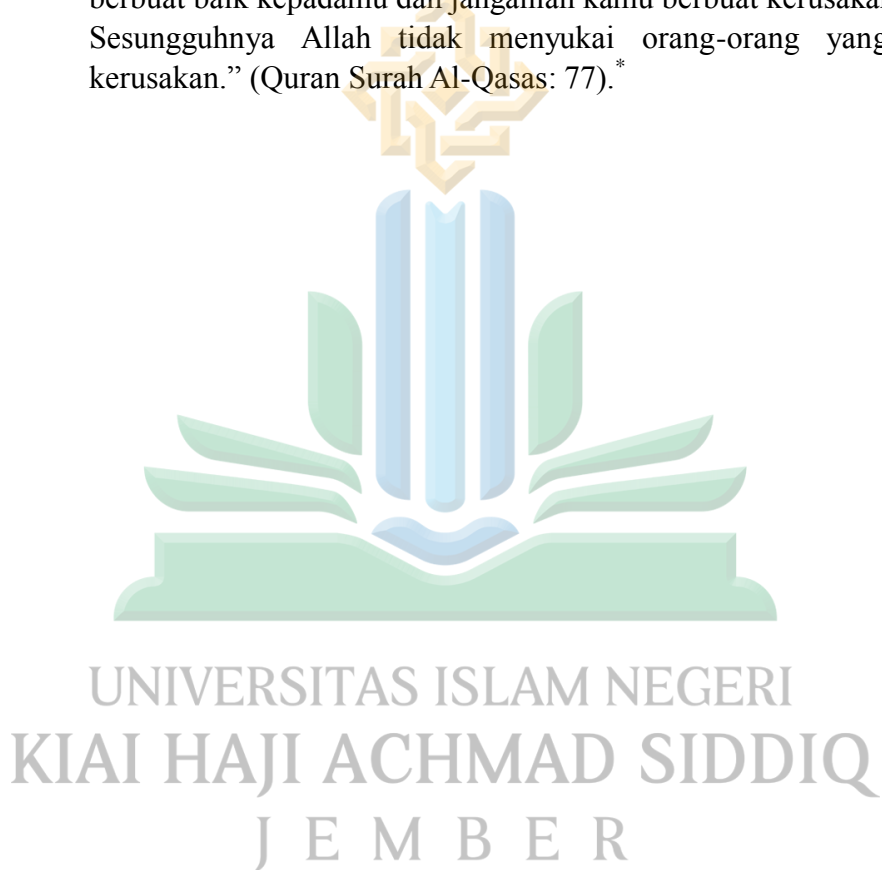 berbuat baik kepadamu dan janganlah kamu berbuat kerusakan
Sesungguhnya Allah tidak menyukai orang-orang yang
kerusakan.” (Quran Surah Al-Qasas: 77).*
UNIVERSITAS ISLAM NEGERI
KIAI HAJI ACHMAD SIDDIQ
JEMBER